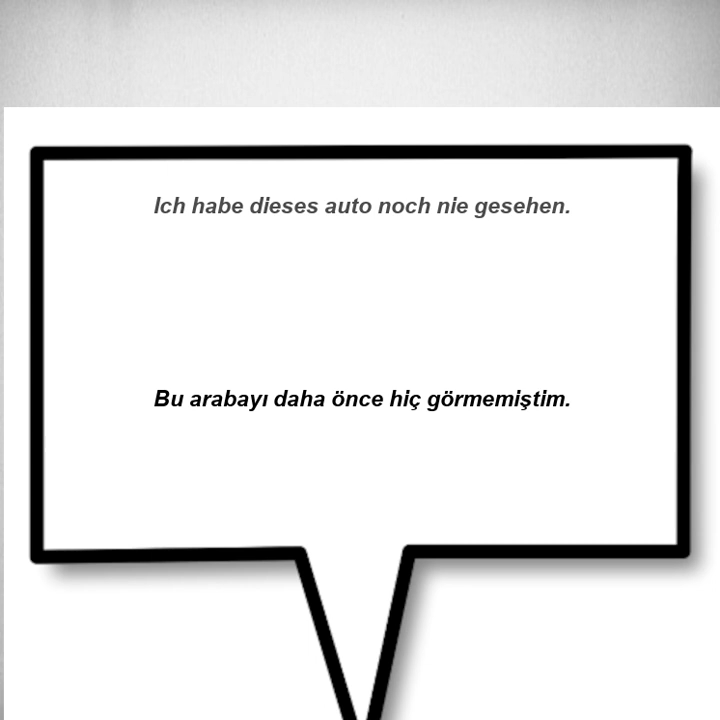 Ich habe dieses auto noch nie gesehen.
Bu arabayı daha önce hiç görmemiştim.